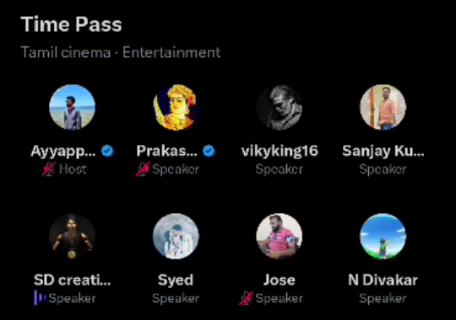 Time Pass
Tamil cinema · Entertainment
Ayyapp... Prakas... vikyking16 Sanjay Ku...
Host Speaker Speaker Speaker
SD creati... Syed Jose N Divakar
Speaker Speaker Speaker Speaker